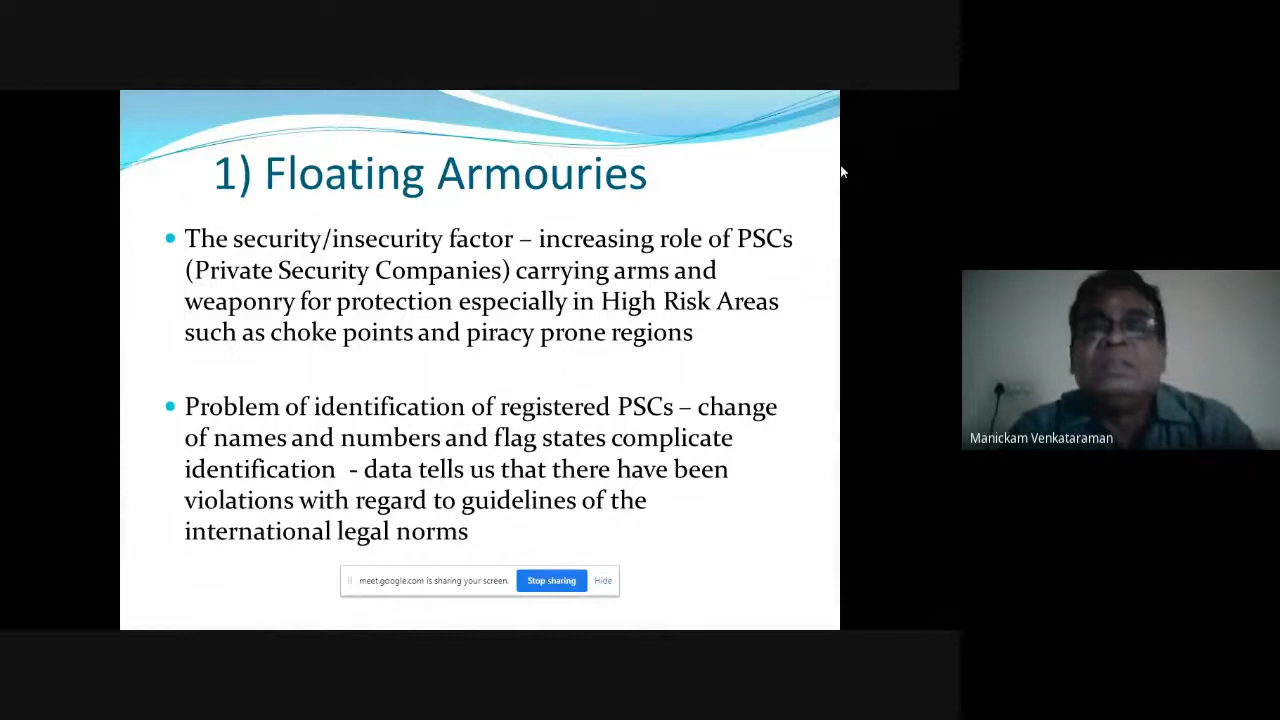 1) Floating Armouries
• The security/insecurity factor – increasing role of PSCs
(Private Security Companies) carrying arms and
weaponry for protection especially in High Risk Areas
such as choke points and piracy prone regions
• Problem of identification of registered PSCs – change
of names and numbers and flag states complicate
identification - data tells us that there have been
violations with regard to guidelines of the
international legal norms
meet.google.com is sharing your screen. Stop sharing Hide
Manickam Venkataraman